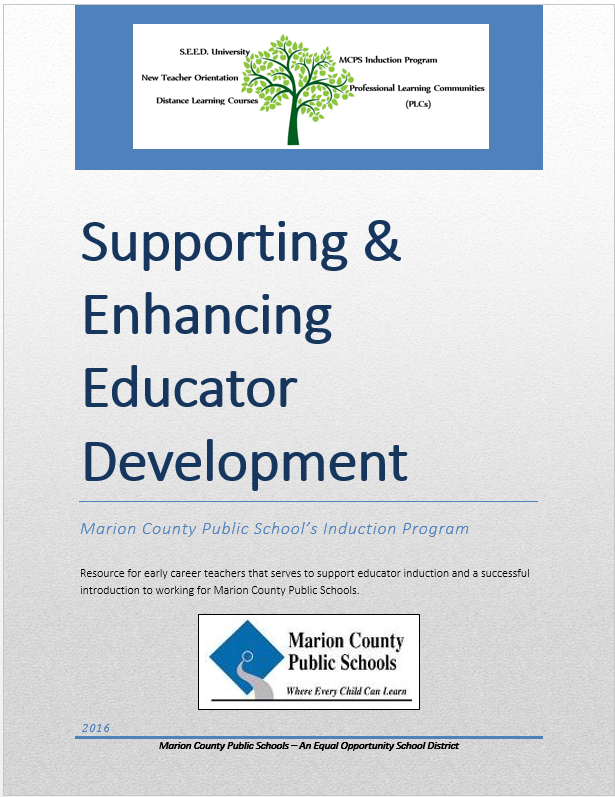 S.E.E.D. University
MCPS Induction Program
New Teacher Orientation
Professional Learning Communities
Distance Learning Courses
(PLCs)
Supporting &
Enhancing
Educator
Development
Marion County Public School’s Induction Program
Resource for early career teachers that serves to support educator induction and a successful
introduction to working for Marion County Public Schools.
Marion County
Public Schools
Where Every Child Can Learn
2016
Marion County Public Schools – An Equal Opportunity School District